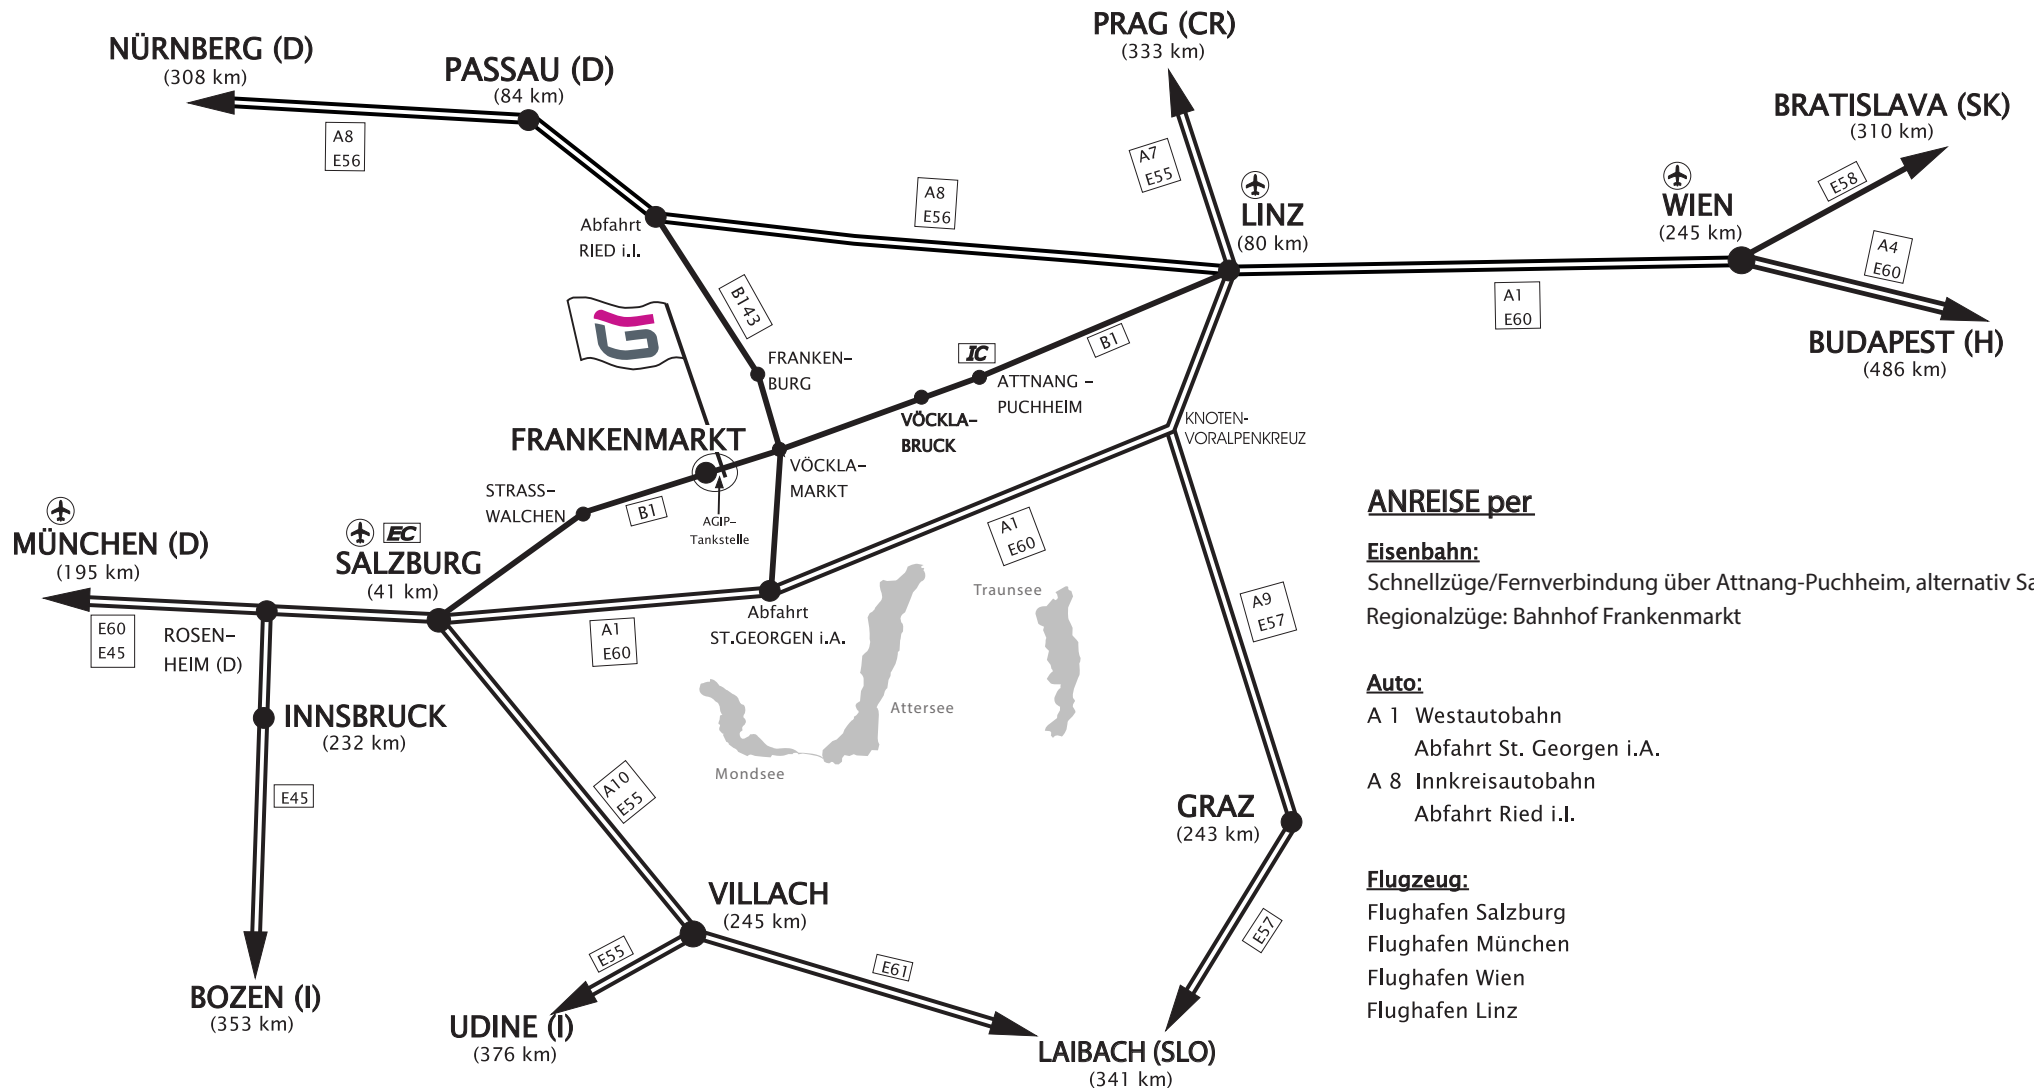 NÜRNBERG (D)
(308 km)
PASSAU (D)
(84 km)
PRAG (CR)
(333 km)
BRATISLAVA (SK)
(310 km)
A8
E56
A7
E55
A8
E56
LINZ
(80 km)
WIEN
(245 km)
E58
A4
E60
Abfahrt
RIED i.I.
B143
A1
E60
BUDAPEST (H)
(486 km)
B1
IC
FRANKEN-
BURG
ATTNANG -
PUCHHEIM
VÖCKLA-
BRUCK
KNOTEN-
VORALPENKREUZ
FRANKENMARKT
VÖCKLA-
MARKT
STRASS-
WALCHEN
B1
AGIP-
Tankstelle
A1
E60
MÜNCHEN (D)
(195 km)
EC
SALZBURG
(41 km)
E60
E45
ROSEN-
HEIM (D)
A1
E60
Abfahrt
ST.GEORGEN i.A.
Traunsee
Attersee
Mondsee
A9
E57
INNSBRUCK
(232 km)
E45
A10
E55
GRAZ
(243 km)
VILLACH
(245 km)
E55
E61
E57
BOZEN (I)
(353 km)
UDINE (I)
(376 km)
LAIBACH (SLO)
(341 km)
ANREISE per
Eisenbahn:
Schnellzüge/Fernverbindung über Attnang-Puchheim, alternativ Sa
Regionalzüge: Bahnhof Frankenmarkt
Auto:
A 1 Westautobahn
Abfahrt St. Georgen i.A.
A 8 Innkreisautobahn
Abfahrt Ried i.I.
Flugzeug:
Flughafen Salzburg
Flughafen München
Flughafen Wien
Flughafen Linz